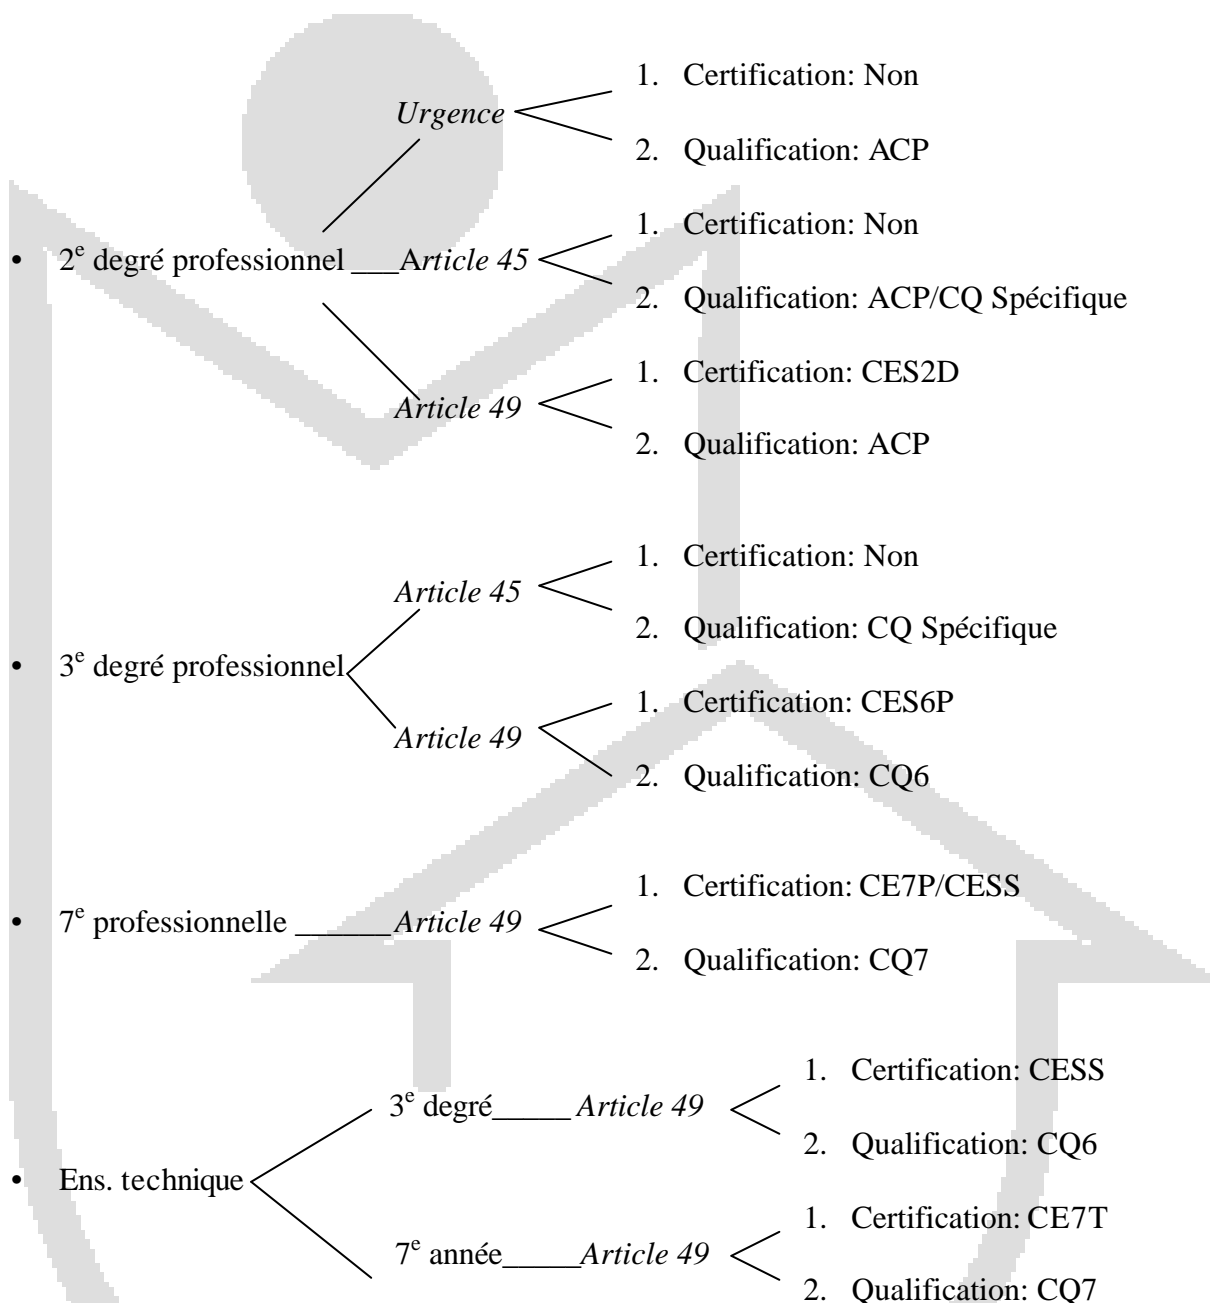 1. Certification: Non
Urgence
2. Qualification: ACP
1. Certification: Non
• 2e degré professionnel ___Article 45
2. Qualification: ACP/CQ Spécifique
1. Certification: CES2D
Article 49
2. Qualification: ACP
1. Certification: Non
Article 45
2. Qualification: CQ Spécifique
• 3e degré professionnel
1. Certification: CES6P
Article 49
2. Qualification: CQ6
1. Certification: CE7P/CESS
• 7e professionnelle ______Article 49
2. Qualification: CQ7
1. Certification: CESS
3e degré_____ Article 49
2. Qualification: CQ6
• Ens. technique
1. Certification: CE7T
7e année_____Article 49
2. Qualification: CQ7